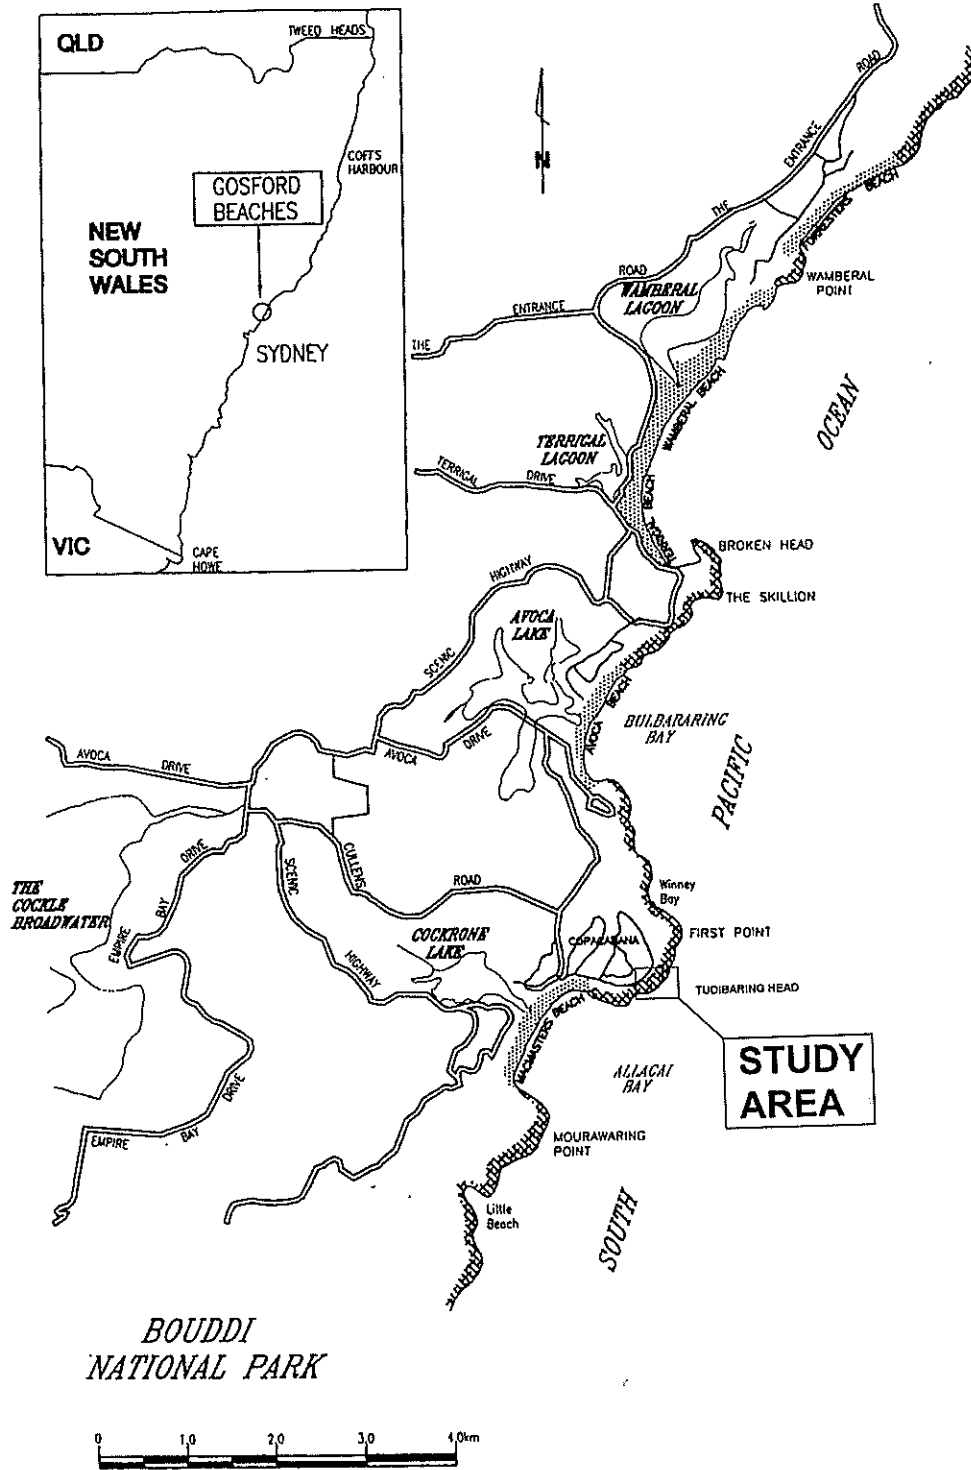 QLD
TWEED HEADS
COFFS
HARBOUR
GOSFORD
BEACHES
NEW
SOUTH
WALES
SYDNEY
VIC
CAPE
HOWE
N
ROAD
ENTRANCE
THE
FORRESTERS BEACH
WAMBERAL
POINT
ROAD
WAMBERAL
LAGOON
ENTRANCE
THE
WAMBERAL BEACH
OCEAN
TERRIGAL
LAGOON
TERRIGAL
DRIVE
TERRIGAL BEACH
BROKEN HEAD
THE SKILLION
HIGHWAY
SCENIC
AVOCA
LAKE
AVOCA BEACH
BULBARARING
BAY
AVOCA
DRIVE
AVOCA
DRIVE
PACIFIC
DRIVE
BAY
EMPIRE
SCENIC
HIGHWAY
CULLENS
ROAD
THE
COCKLE
BROADWATER
Winney
Bay
FIRST POINT
COPACABANA
COCKRONE
LAKE
TUDIBARING HEAD
MACMASTERS BEACH
STUDY
AREA
ALLAGAI
BAY
DRIVE
BAY
EMPIRE
MOURAWARING
POINT
Little
Beach
SOUTH
BOUDDI
NATIONAL PARK
0 1,0 2,0 3,0 4,0km